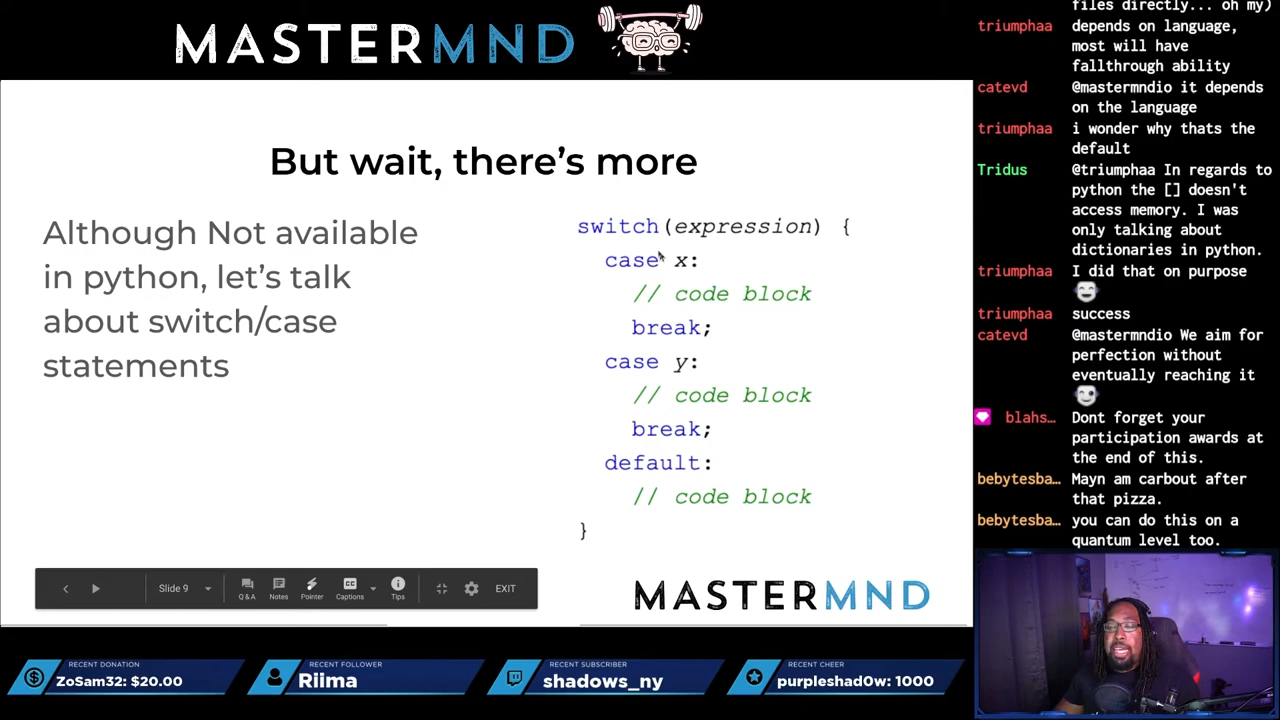 MASTERMND
But wait, there's more
Although Not available
in python, let's talk
about switch/case
statements
switch(expression) {
case x:
// code block
break;
case y:
// code block
break;
default:
// code block
}
Slide 9
Q & A
Notes
Pointer
Captions
Tips
EXIT
MASTERMND
files directly... oh my)
triumphaa depends on language,
most will have
fallthrough ability
catevd @mastermndio it depends
on the language
triumphaa i wonder why thats the
default
Tridus @triumphaa In regards to
python the [] doesn't
access memory. I was
only talking about
dictionaries in python.
triumphaa I did that on purpose
triumphaa success
catevd @mastermndio We aim for
perfection without
eventually reaching it
blahs… Dont forget your
participation awards at
the end of this.
bebytesba… Mayn am carbout after
that pizza.
bebytesba… you can do this on a
quantum level too.
RECENT DONATION
ZoSam32: $20.00
RECENT FOLLOWER
Riima
RECENT SUBSCRIBER
shadows_ny
RECENT CHEER
purpleshad0w: 1000